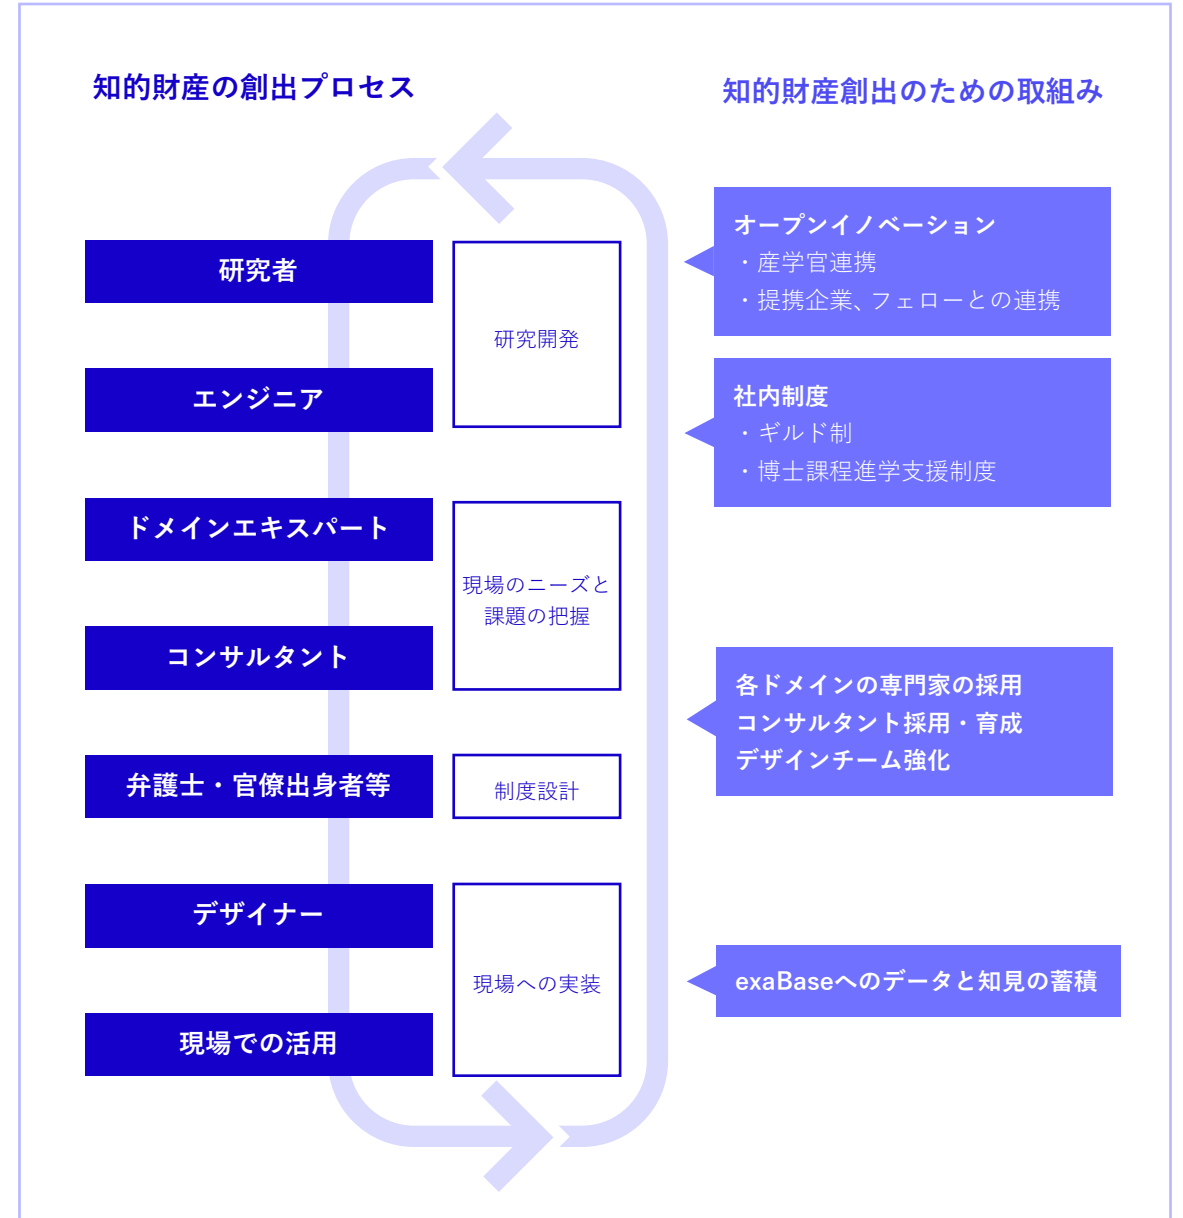 知的財産の創出プロセス
研究者
エンジニア
研究開発
ドメインエキスパート
コンサルタント
現場のニーズと
課題の把握
弁護士・官僚出身者等
制度設計
デザイナー
現場での活用
現場への実装
知的財産創出のための取組み
オープンイノベーション
・産学官連携
・提携企業、フェローとの連携
社内制度
・ギルド制
・博士課程進学支援制度
各ドメインの専門家の採用
コンサルタント採用・育成
デザインチーム強化
exaBaseへのデータと知見の蓄積